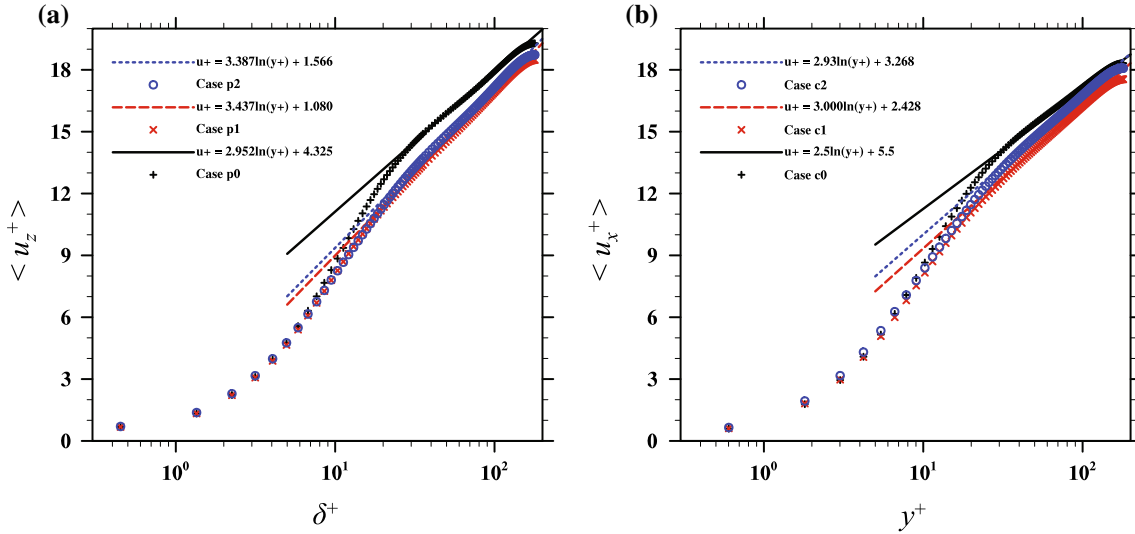 (a)
u+ = 3.387ln(y+) + 1.566
Case p2
u+ = 3.437ln(y+) + 1.080
Case p1
u+ = 2.952ln(y+) + 4.325
Case p0
18
15
12
9
6
3
0
< u_z^+ >
10^0
10^1
10^2
δ^+
(b)
u+ = 2.93ln(y+) + 3.268
Case c2
u+ = 3.000ln(y+) + 2.428
Case c1
u+ = 2.5ln(y+) + 5.5
Case c0
18
15
12
9
6
3
0
< u_x^+ >
10^0
10^1
10^2
y^+